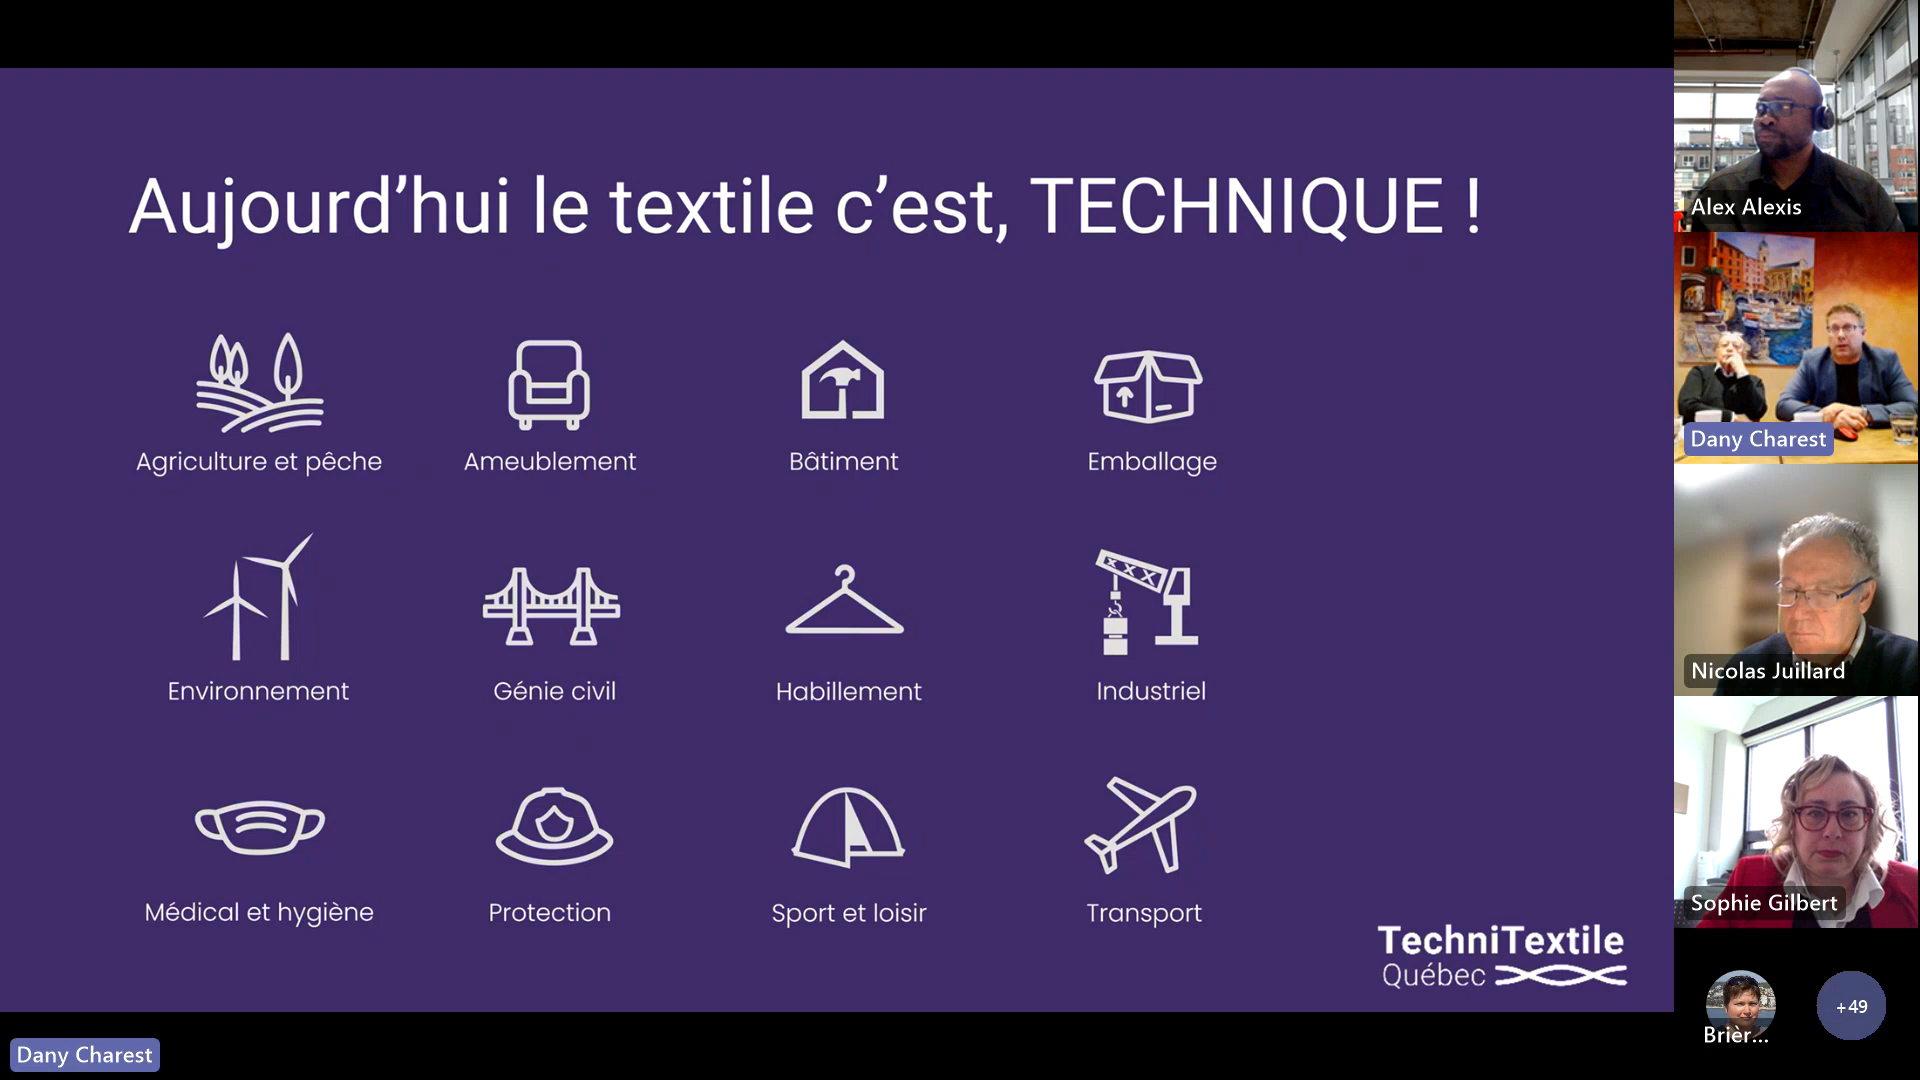 Aujourd’hui le textile c’est, TECHNIQUE !
Agriculture et pêche
Ameublement
Bâtiment
Emballage
Environnement
Génie civil
Habillement
Industriel
Médical et hygiène
Protection
Sport et loisir
Transport
TechniTextile
Québec
Dany Charest
Alex Alexis
Dany Charest
Nicolas Juillard
Sophie Gilbert
Brièr...
+49